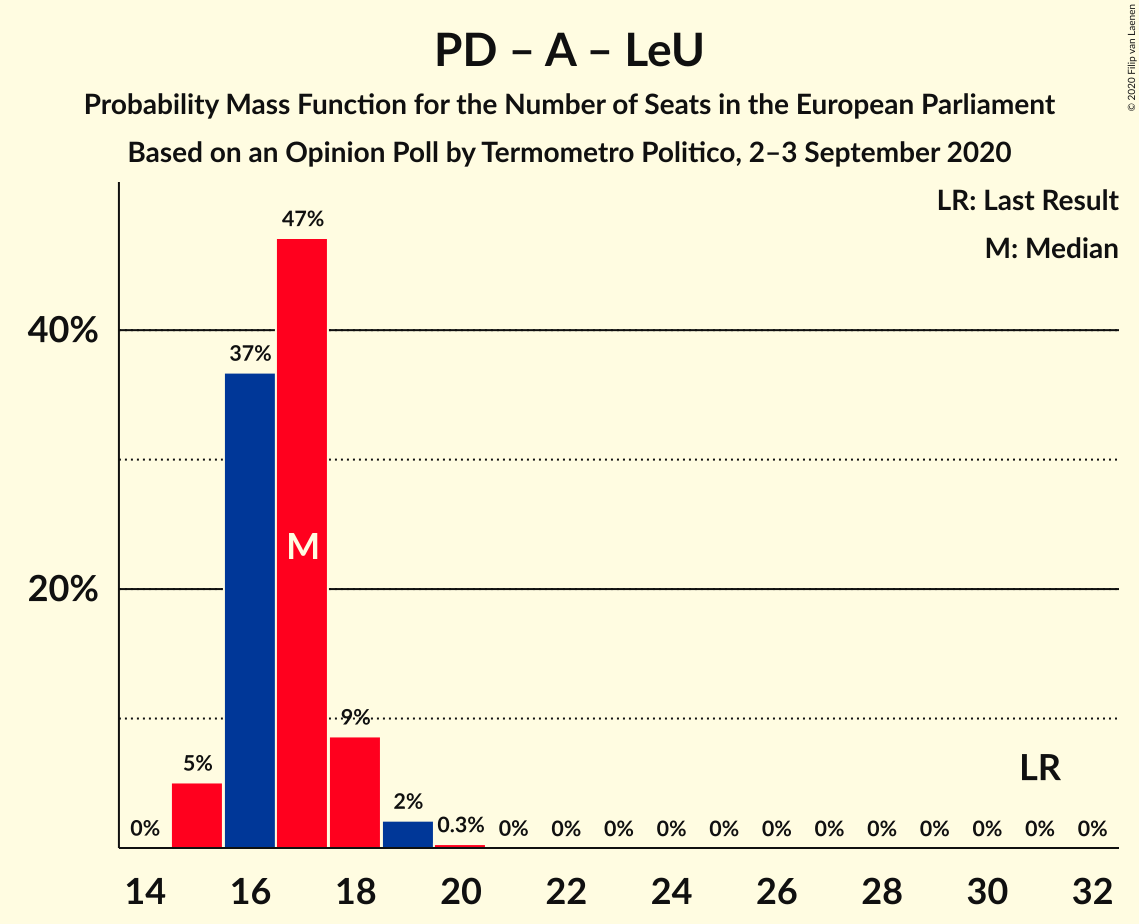 PD – A – LeU
Probability Mass Function for the Number of Seats in the European Parliament
Based on an Opinion Poll by Termometro Politico, 2–3 September 2020
© 2020 Filip van Laenen
LR: Last Result
M: Median
47%
40%
37%
M
20%
9%
5%
LR
2%
0% 0.3% 0% 0% 0% 0% 0% 0% 0% 0% 0% 0% 0% 0%
14 16 18 20 22 24 26 28 30 32